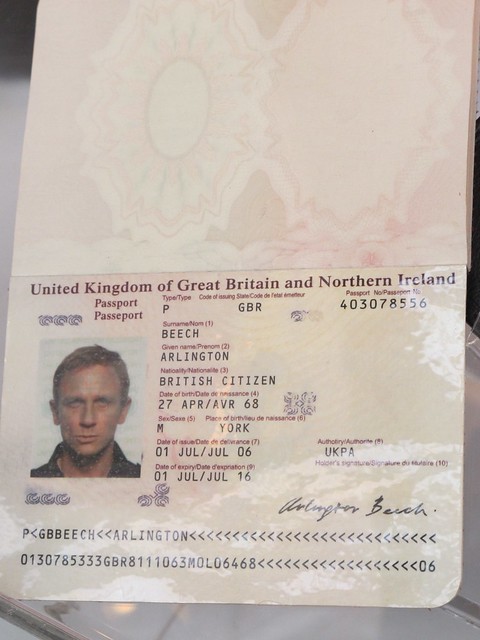 United Kingdom of Great Britain and Northern Ireland
Passport
Passeport
Type/Type Code of issuing State/Code de l'etat émetteur Passport No/Passeport No.
P GBR 403078556
Surname/Nom (1)
BEECH
Given name/Prenom (2)
ARLINGTON
Nationality/Nationalité (3)
BRITISH CITIZEN
Date of birth/Date de naissance (4)
27 APR/AVR 68
Sex/Sexe (5) Place of birth/lieu de naissance (6)
M YORK
Date of issue/Date de délivrance (7) Authority/Authorite (8)
01 JUL/JUL 06 UKPA
Date of expiry/Date d'expiration (9) Holder's signature/Signature du titulaire (10)
01 JUL/JUL 16
Arlington Beech.
P<GBBEECH<<ARLINGTON<<<<<<<<<<<<<<<<<<<<<<<<<
0130785333GBR8111063M0L06468<<<<<<<<<<<<<<<06